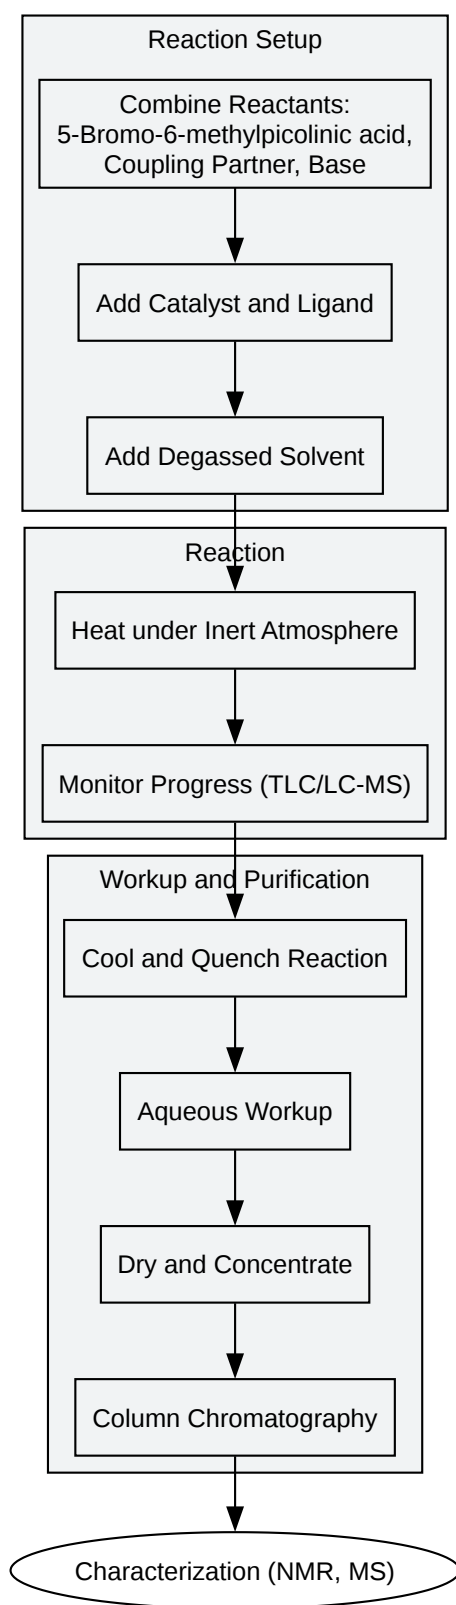 Reaction Setup
Combine Reactants:
5-Bromo-6-methylpicolinic acid,
Coupling Partner, Base
Add Catalyst and Ligand
Add Degassed Solvent
Reaction
Heat under Inert Atmosphere
Monitor Progress (TLC/LC-MS)
Workup and Purification
Cool and Quench Reaction
Aqueous Workup
Dry and Concentrate
Column Chromatography
Characterization (NMR, MS)